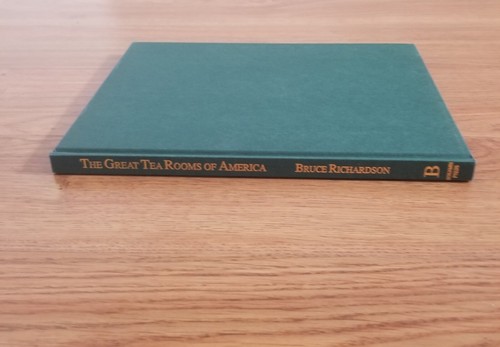 THE GREAT TEA ROOMS OF AMERICA BRUCE RICHARDSON B